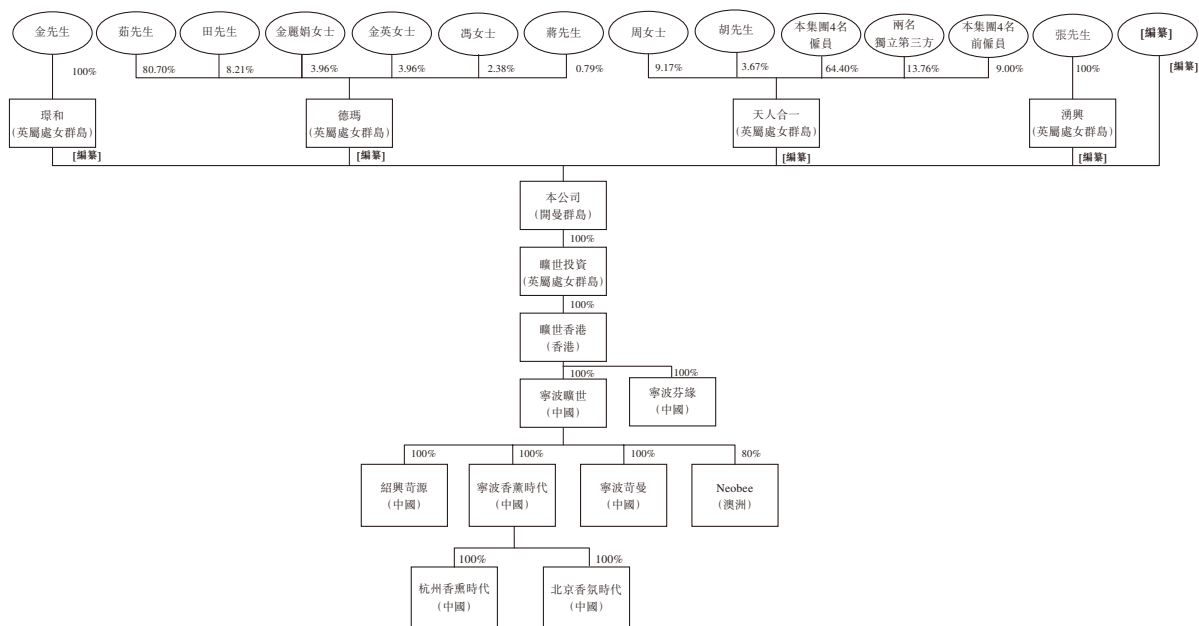 金先生
茹先生
田先生
金麗娟女士
金英女士
馮女士
蔣先生
周女士
胡先生
本集團4名
僱員
兩名
獨立第三方
本集團4名
前僱員
張先生
[編纂]
100%
80.70%
8.21%
3.96%
3.96%
2.38%
0.79%
9.17%
3.67%
64.40%
13.76%
9.00%
100%
[編纂]
璟和
(英屬處女群島)
德瑪
(英屬處女群島)
天人合一
(英屬處女群島)
湧興
(英屬處女群島)
[編纂]
[編纂]
[編纂]
[編纂]
本公司
(開曼群島)
100%
曠世投資
(英屬處女群島)
100%
曠世香港
(香港)
100%
100%
寧波曠世
(中國)
寧波芬緣
(中國)
100%
100%
100%
80%
紹興苛源
(中國)
寧波香薰時代
(中國)
寧波苛曼
(中國)
Neobee
(澳洲)
100%
100%
杭州香熏時代
(中國)
北京香氛時代
(中國)